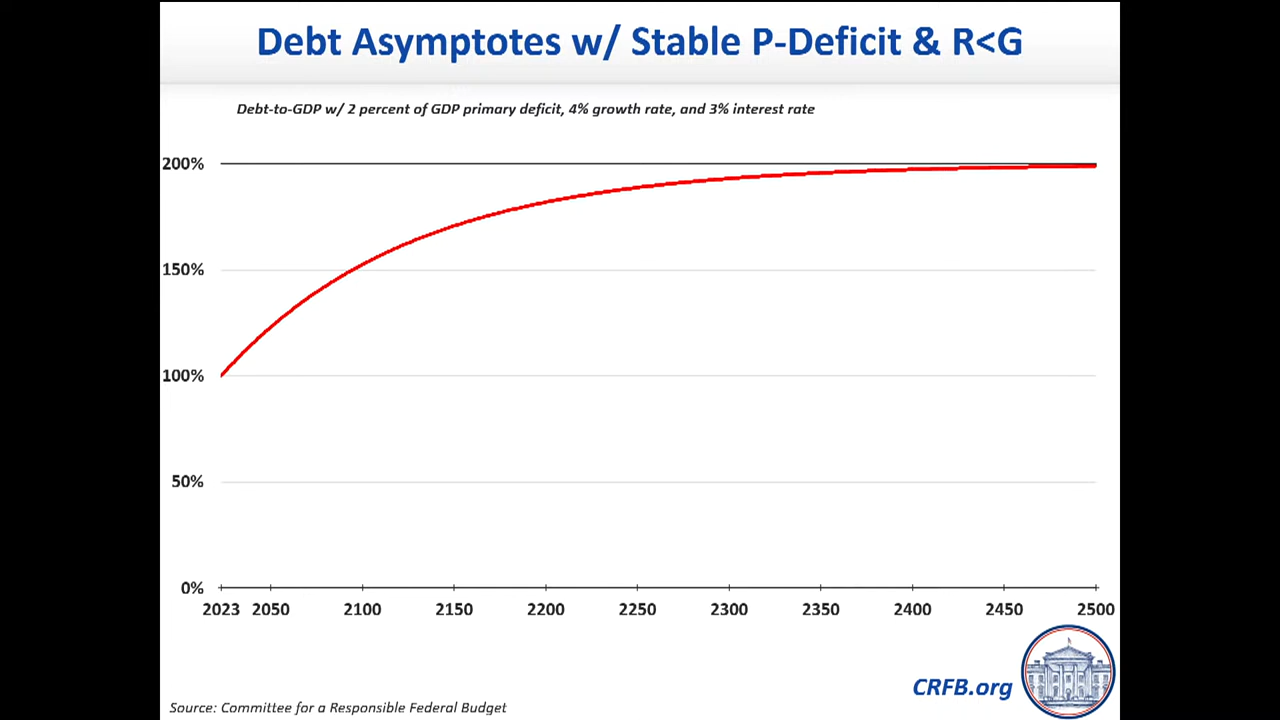 Debt Asymptotes w/ Stable P-Deficit & R<G
Debt-to-GDP w/ 2 percent of GDP primary deficit, 4% growth rate, and 3% interest rate
200%
150%
100%
50%
0%
2023 2050 2100 2150 2200 2250 2300 2350 2400 2450 2500
CRFB.org
Source: Committee for a Responsible Federal Budget